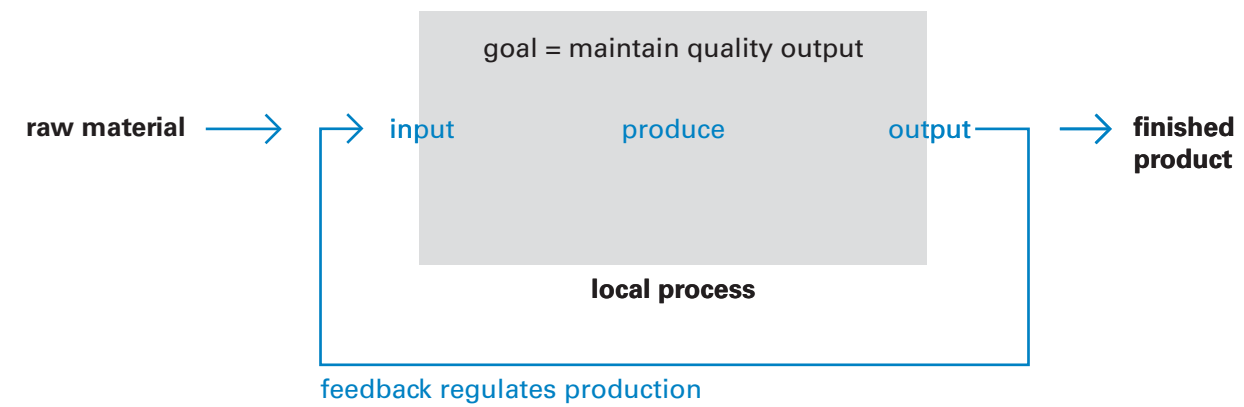 goal = maintain quality output
raw material
input
produce
output
finished
product
local process
feedback regulates production